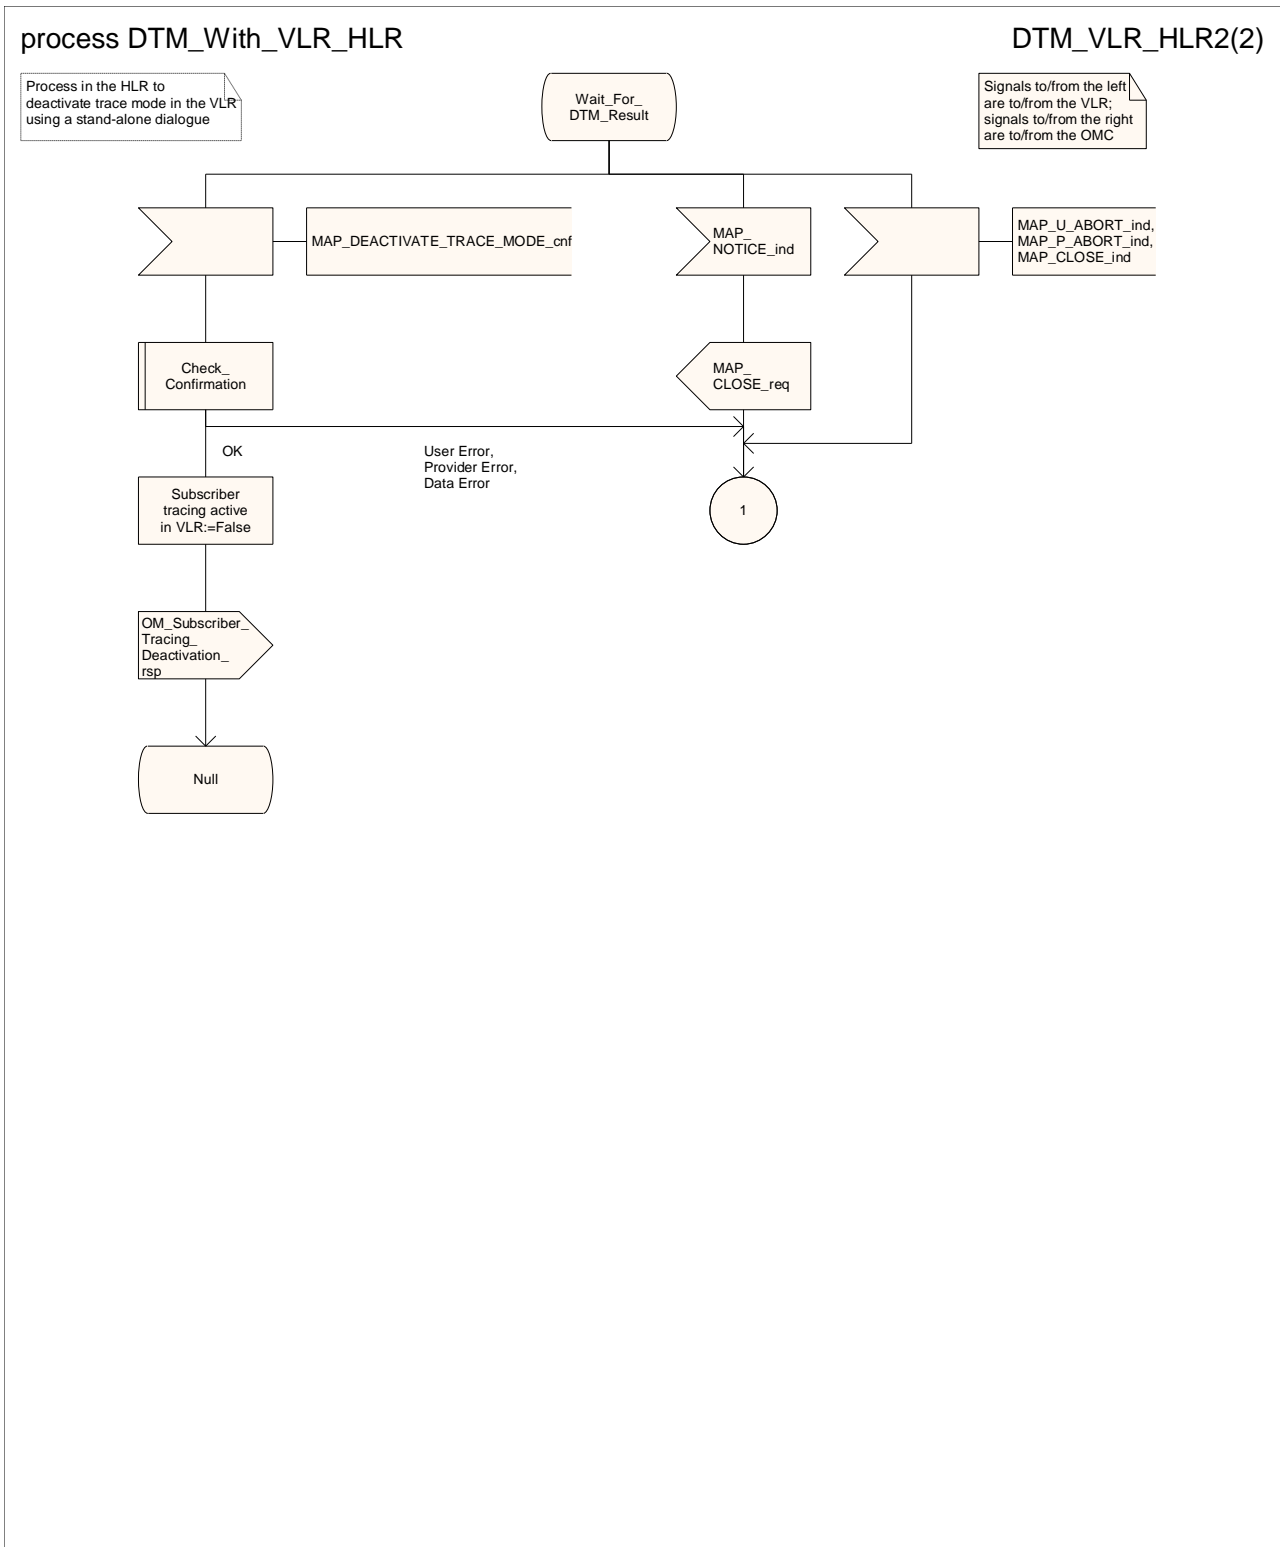 process DTM_With_VLR_HLR
DTM_VLR_HLR2(2)
Process in the HLR to
deactivate trace mode in the VLR
using a stand-alone dialogue
Wait_For_
DTM_Result
Signals to/from the left
are to/from the VLR;
signals to/from the right
are to/from the OMC
MAP_DEACTIVATE_TRACE_MODE_cnf
MAP_
NOTICE_ind
MAP_U_ABORT_ind,
MAP_P_ABORT_ind,
MAP_CLOSE_ind
Check_
Confirmation
MAP_
CLOSE_req
OK
User Error,
Provider Error,
Data Error
Subscriber
tracing active
in VLR:=False
1
OM_Subscriber_
Tracing_
Deactivation_
rsp
Null